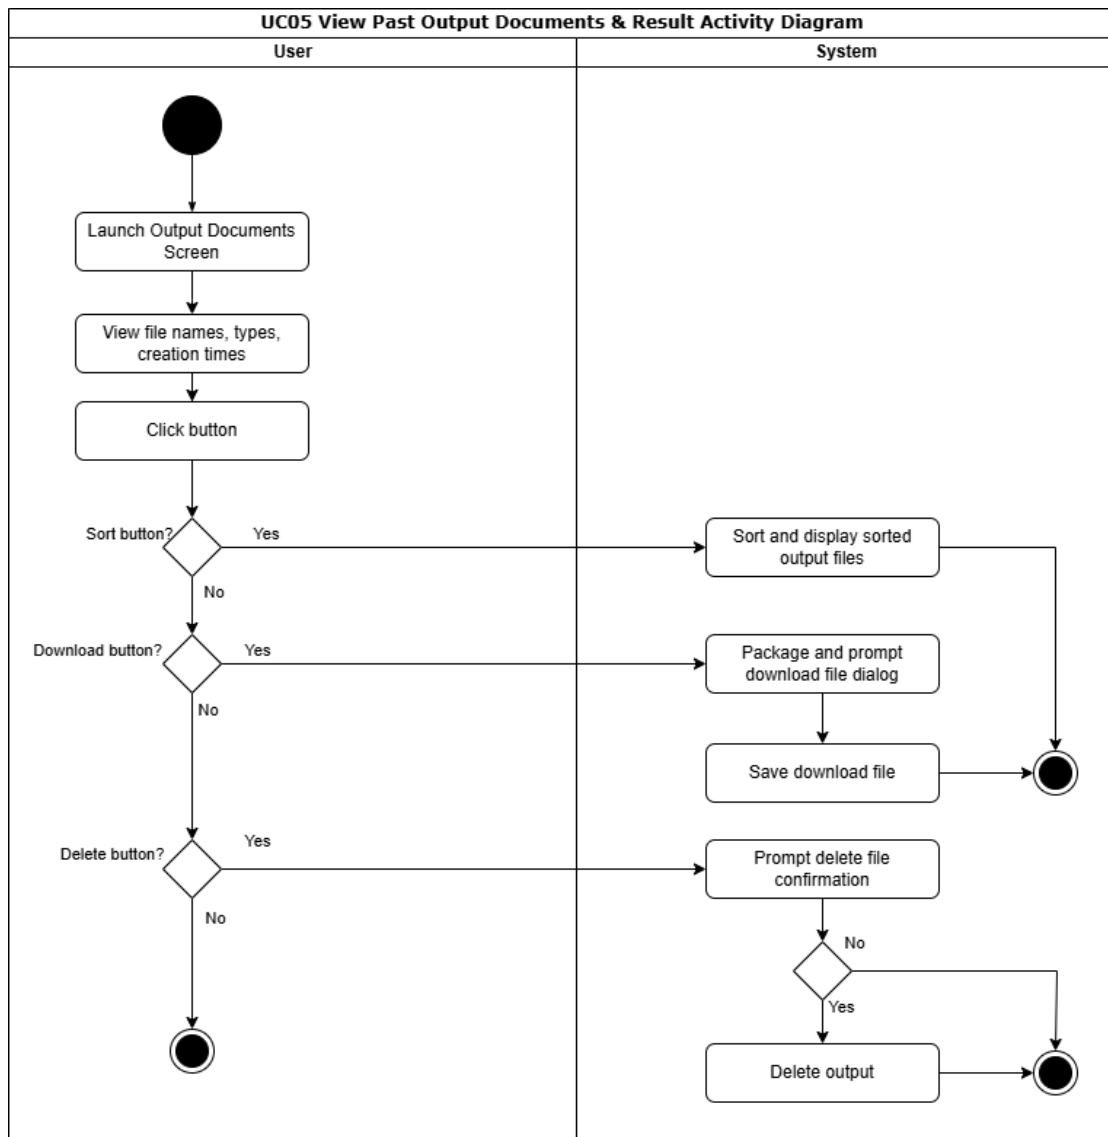 UC05 View Past Output Documents & Result Activity Diagram
User
System
Launch Output Documents
Screen
View file names, types,
creation times
Click button
Sort button?
Yes
Sort and display sorted
output files
No
Download button?
Yes
Package and prompt
download file dialog
No
Save download file
Delete button?
Yes
Prompt delete file
confirmation
No
No
Yes
Delete output